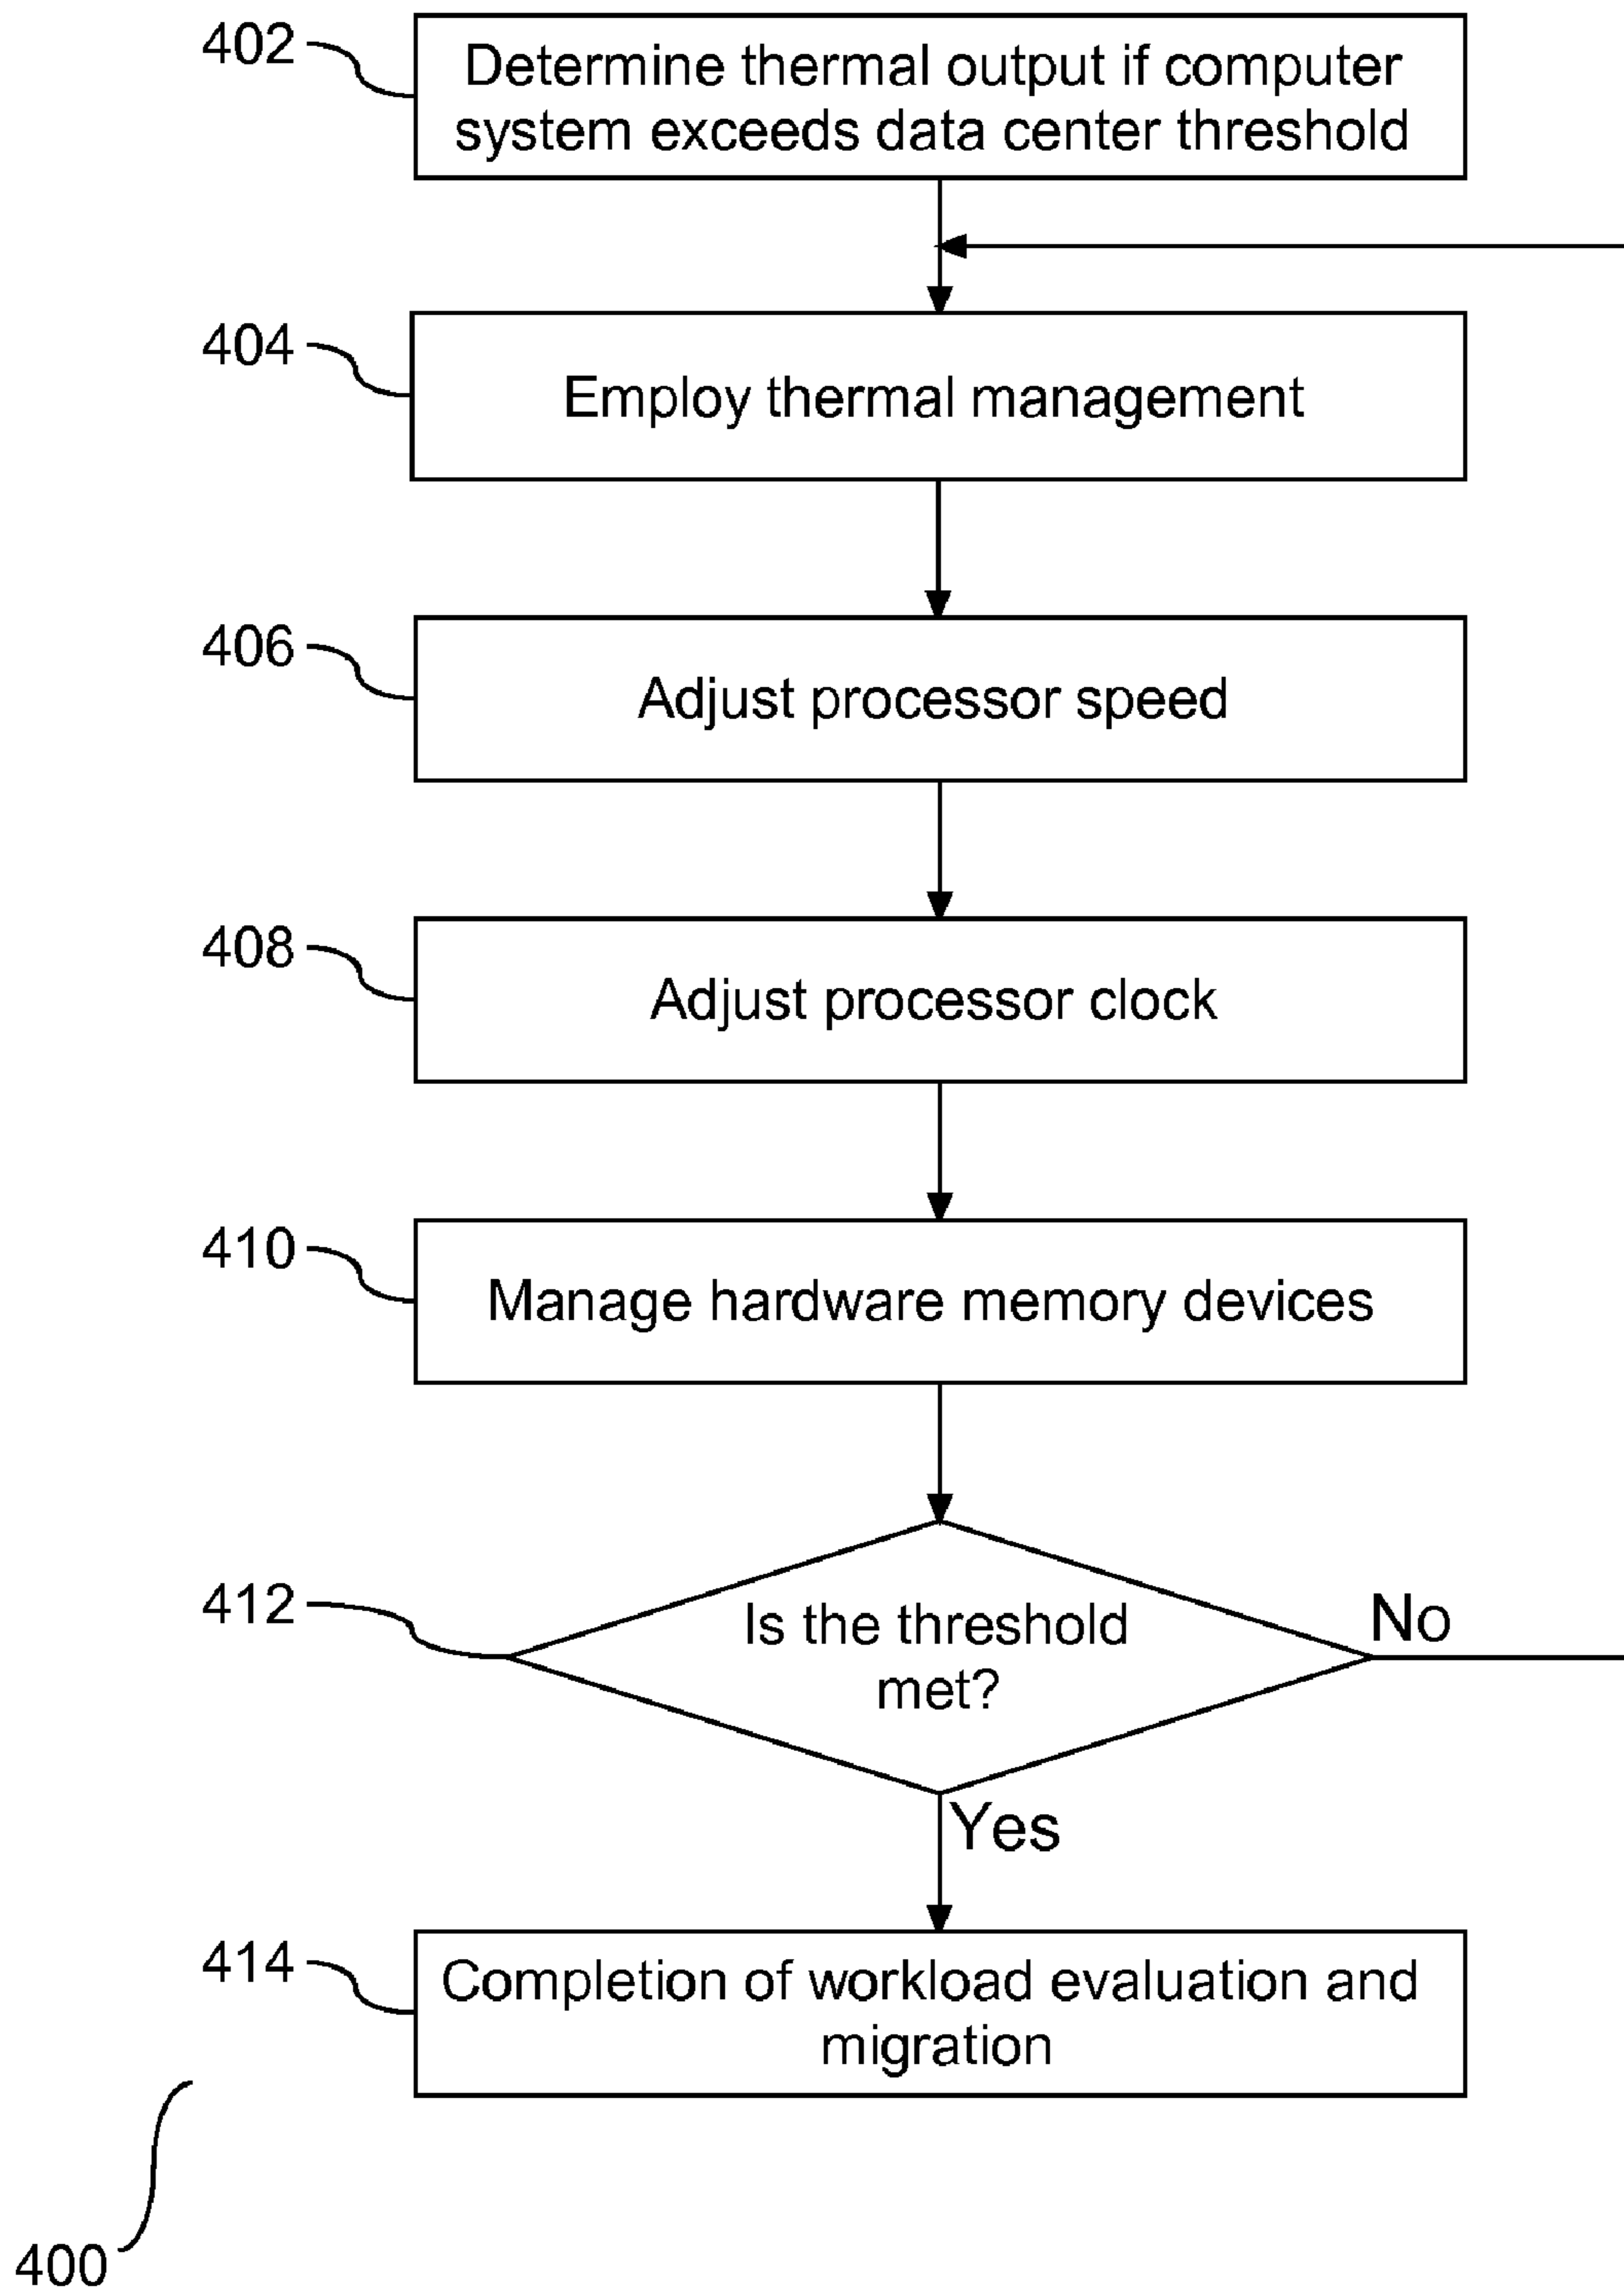 402
Determine thermal output if computer
system exceeds data center threshold
404
Employ thermal management
406
Adjust processor speed
408
Adjust processor clock
410
Manage hardware memory devices
412
Is the threshold
met?
No
Yes
414
Completion of workload evaluation and
migration
400